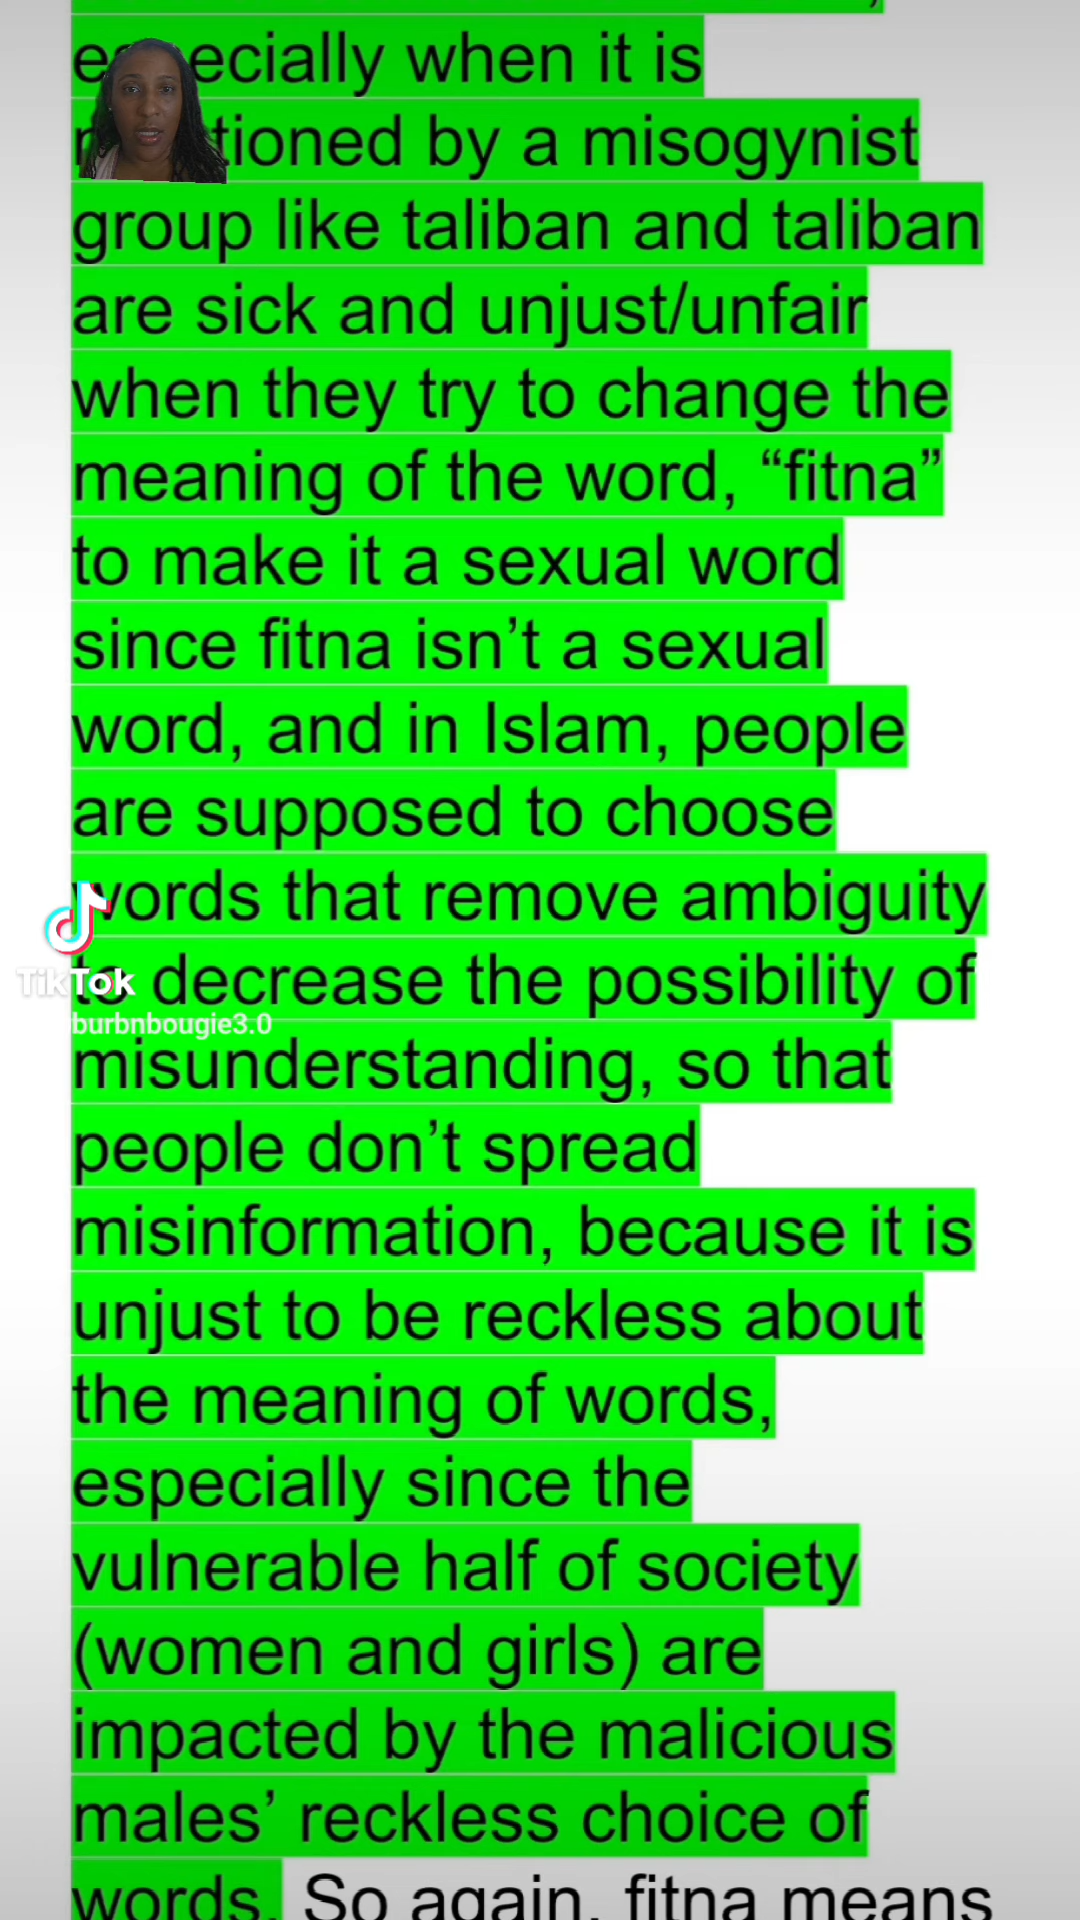 especially when it is
tioned by a misogynist
group like taliban and taliban
are sick and unjust/unfair
when they try to change the
meaning of the word, “fitna”
to make it a sexual word
since fitna isn’t a sexual
word, and in Islam, people
are supposed to choose
words that remove ambiguity
to decrease the possibility of
misunderstanding, so that
people don’t spread
misinformation, because it is
unjust to be reckless about
the meaning of words,
especially since the
vulnerable half of society
(women and girls) are
impacted by the malicious
males’ reckless choice of
words. So again, fitna means
TikTok
burbnbougie3.0